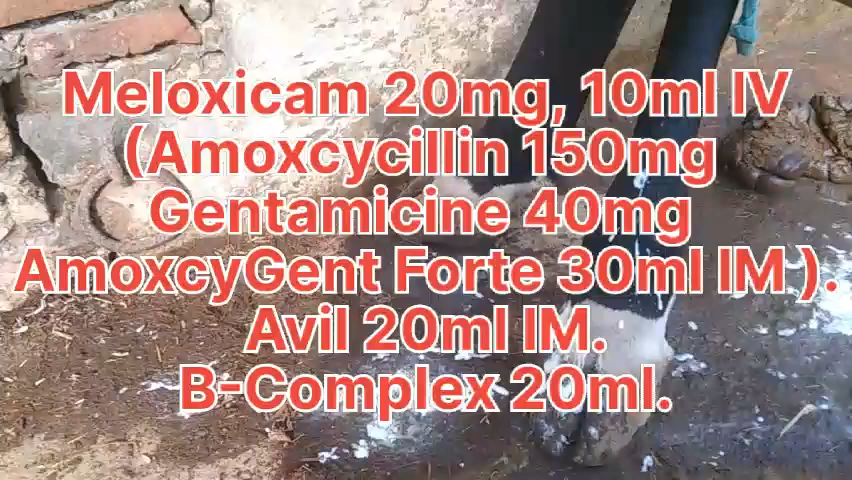 Meloxicam 20mg, 10ml IV
(Amoxcycillin 150mg
Gentamicine 40mg
AmoxcyGent Forte 30ml IM ).
Avil 20ml IM.
B-Complex 20ml.